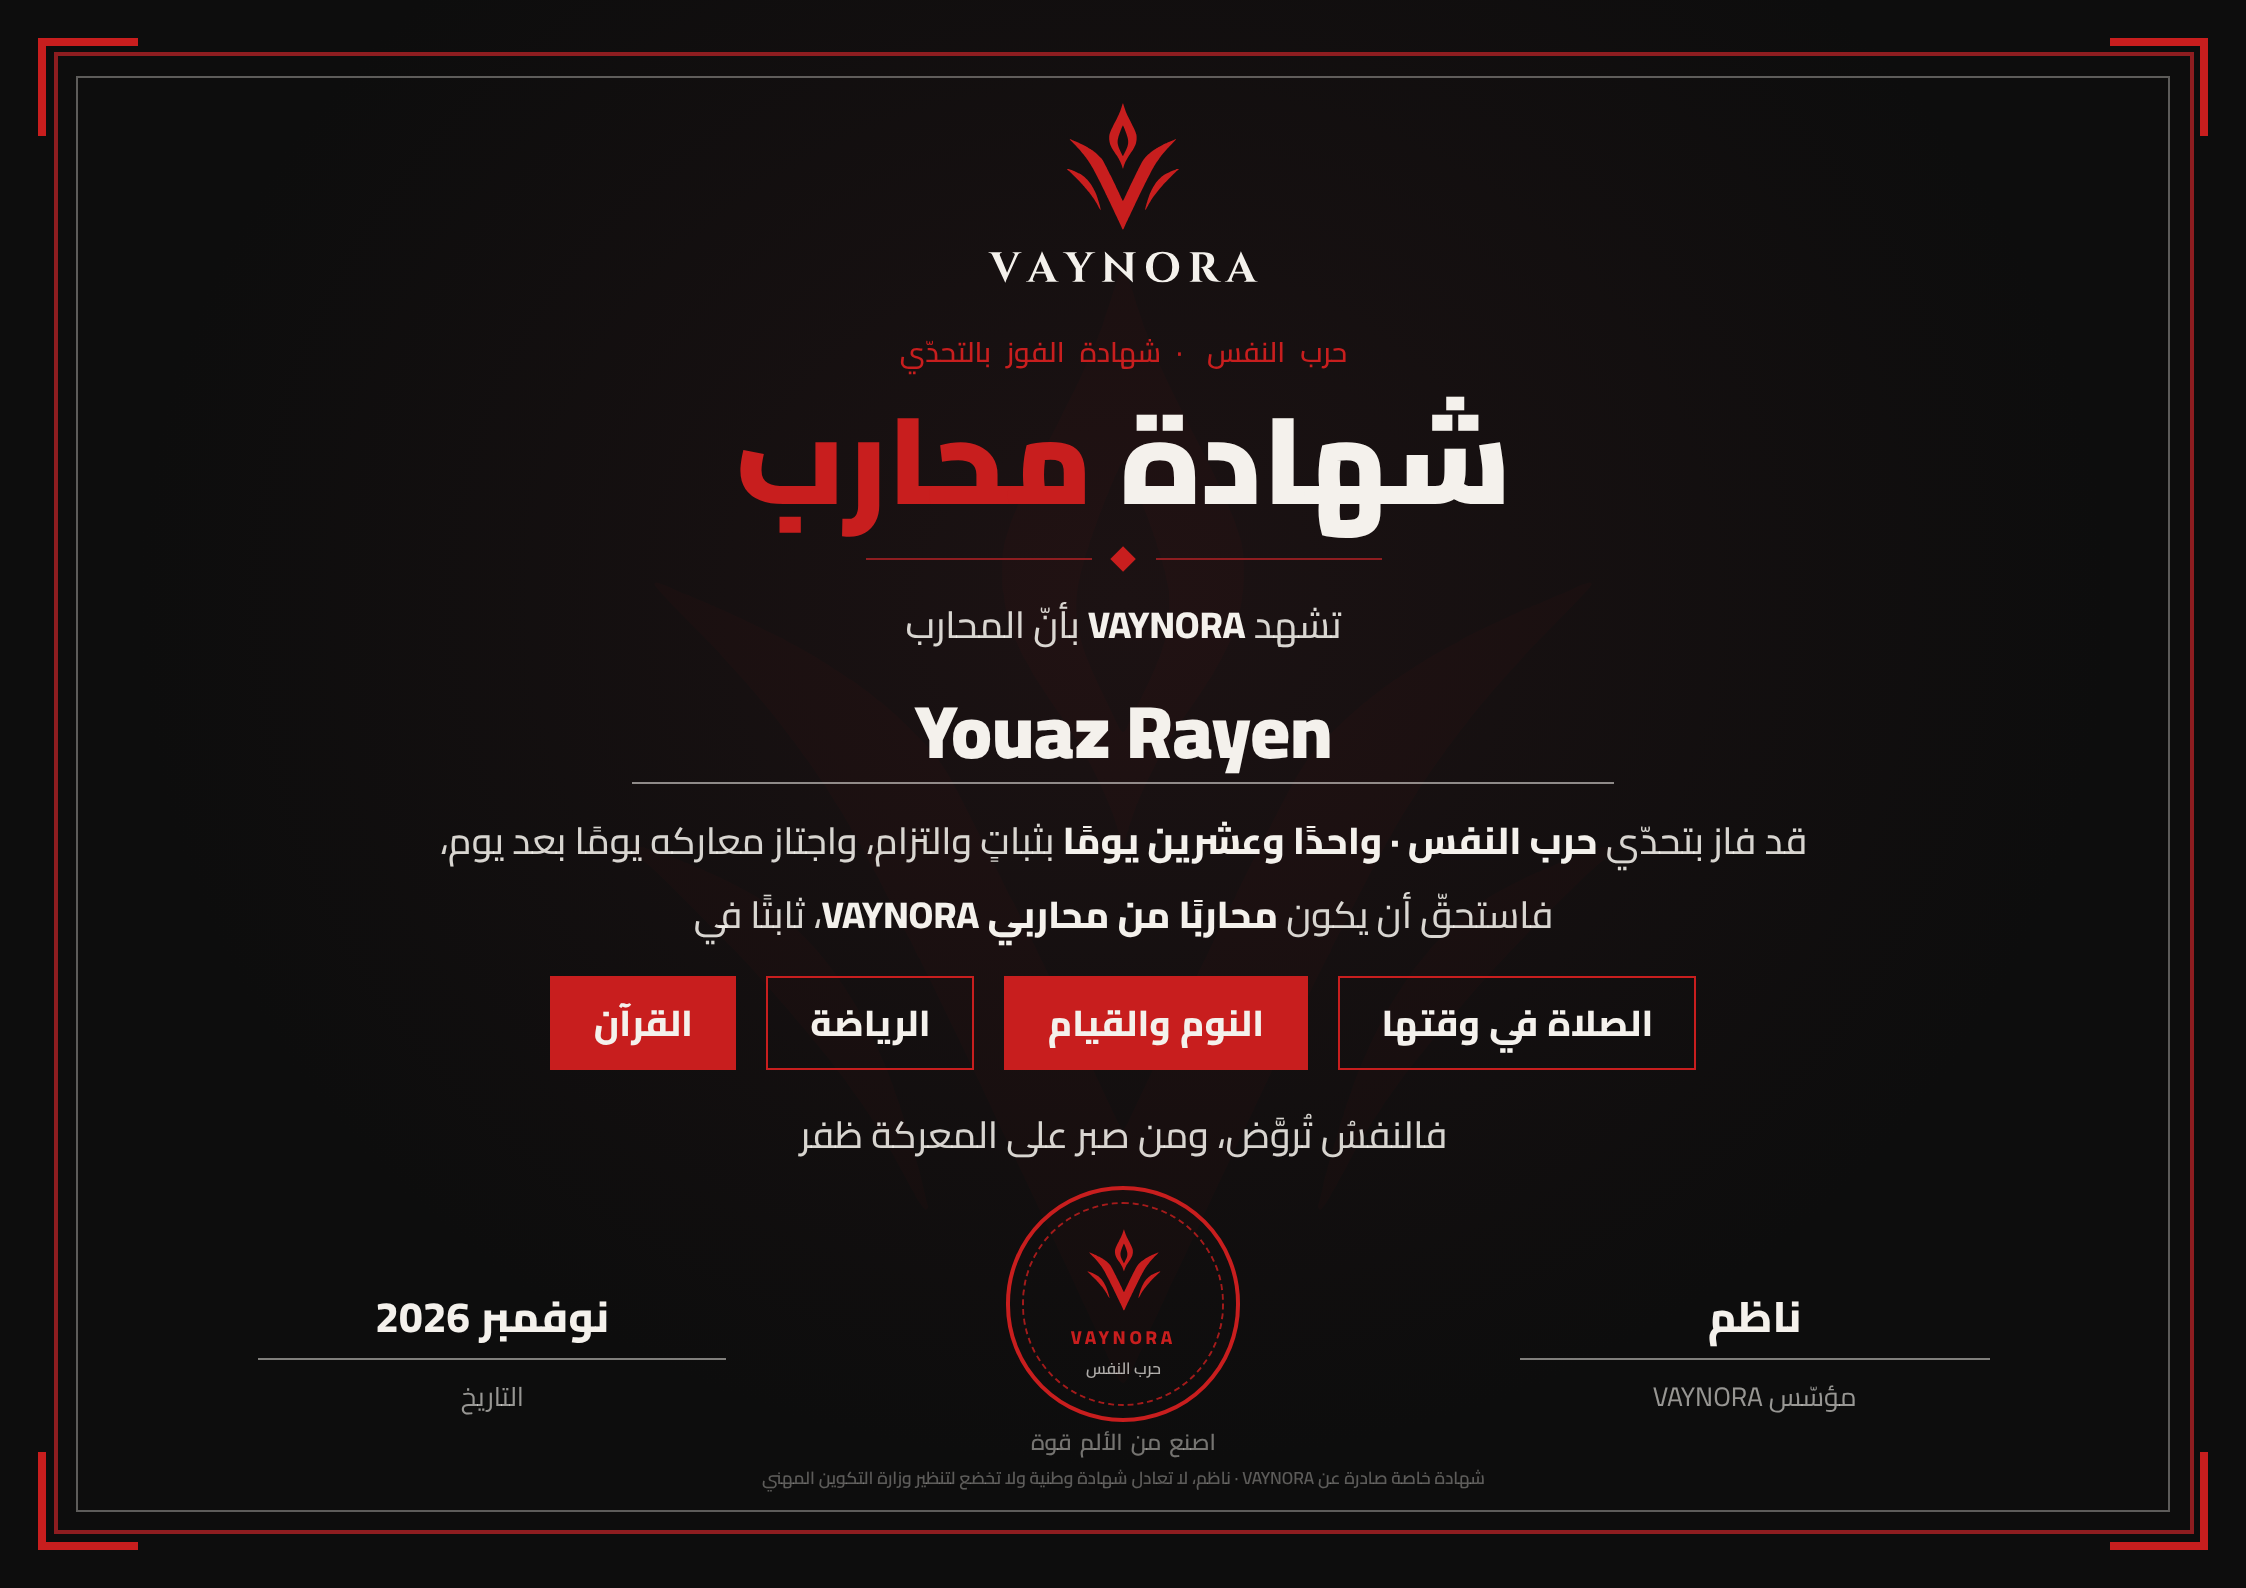 VAYNORA
حرب النفس · شهادة الفوز بالتحدّي
شهادة محارب
تشهد VAYNORA بأنّ المحارب
Youaz Rayen
قد فاز بتحدّي حرب النفس · واحدًا وعشرين يومًا بثباتٍ والتزام، واجتاز معاركه يومًا بعد يوم،
فاستحقّ أن يكون محاربًا من محاربي VAYNORA، ثابتًا في
الصلاة في وقتها
النوم والقيام
الرياضة
القرآن
فالنفسُ تُروَّض، ومن صبر على المعركة ظفر
ناظم
مؤسّس VAYNORA
VAYNORA
حرب النفس
نوفمبر 2026
التاريخ
اصنع من الألم قوة
شهادة خاصة صادرة عن VAYNORA · ناظم، لا تعادل شهادة وطنية ولا تخضع لتنظير وزارة التكوين المهني